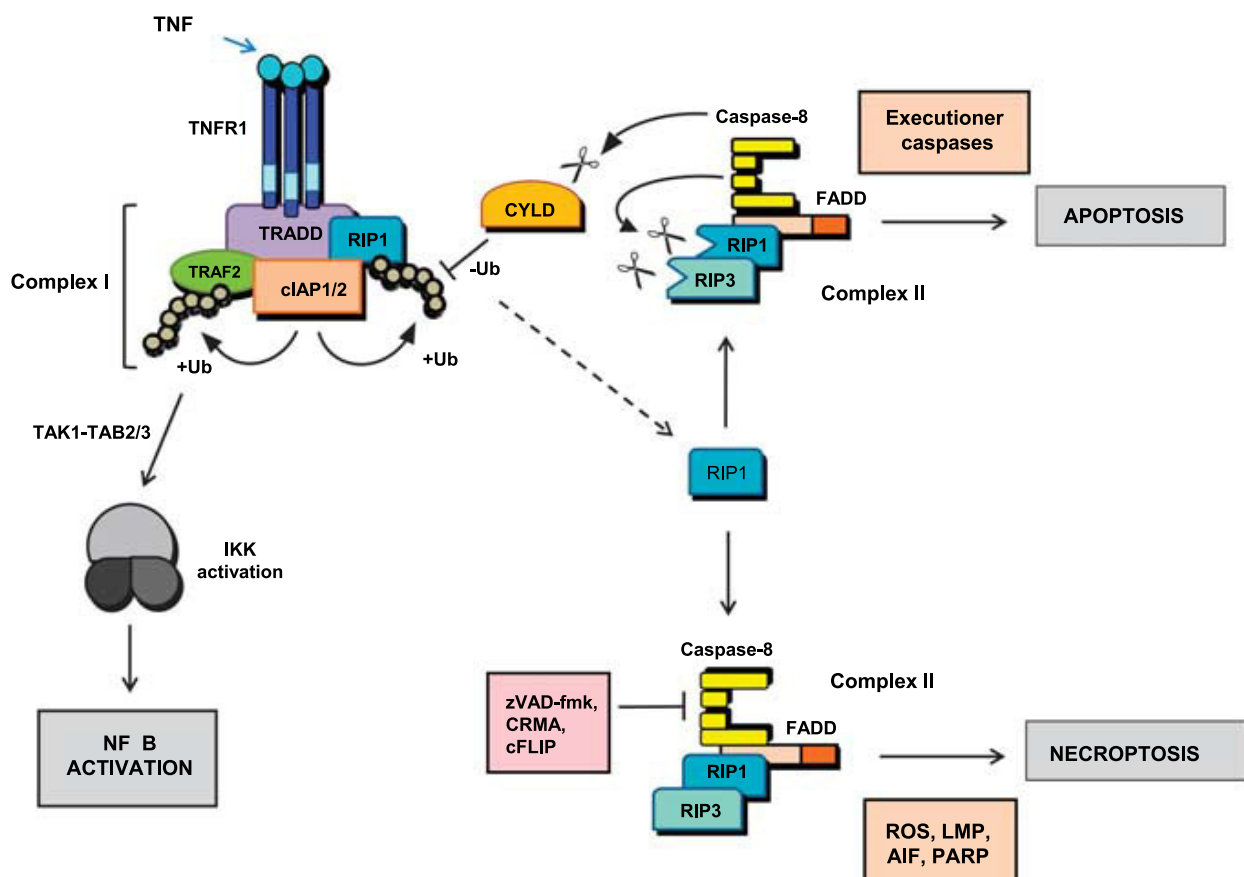 TNF
TNFR1
Complex I
TRADD
RIP1
TRAF2
cIAP1/2
+Ub
+Ub
-Ub
CYLD
TAK1-TAB2/3
IKK
activation
NF B
ACTIVATION
Caspase-8
FADD
RIP1
RIP3
Complex II
Executioner
caspases
APOPTOSIS
RIP1
Caspase-8
Complex II
zVAD-fmk,
CRMA,
cFLIP
FADD
RIP1
RIP3
NECROPTOSIS
ROS, LMP,
AIF, PARP